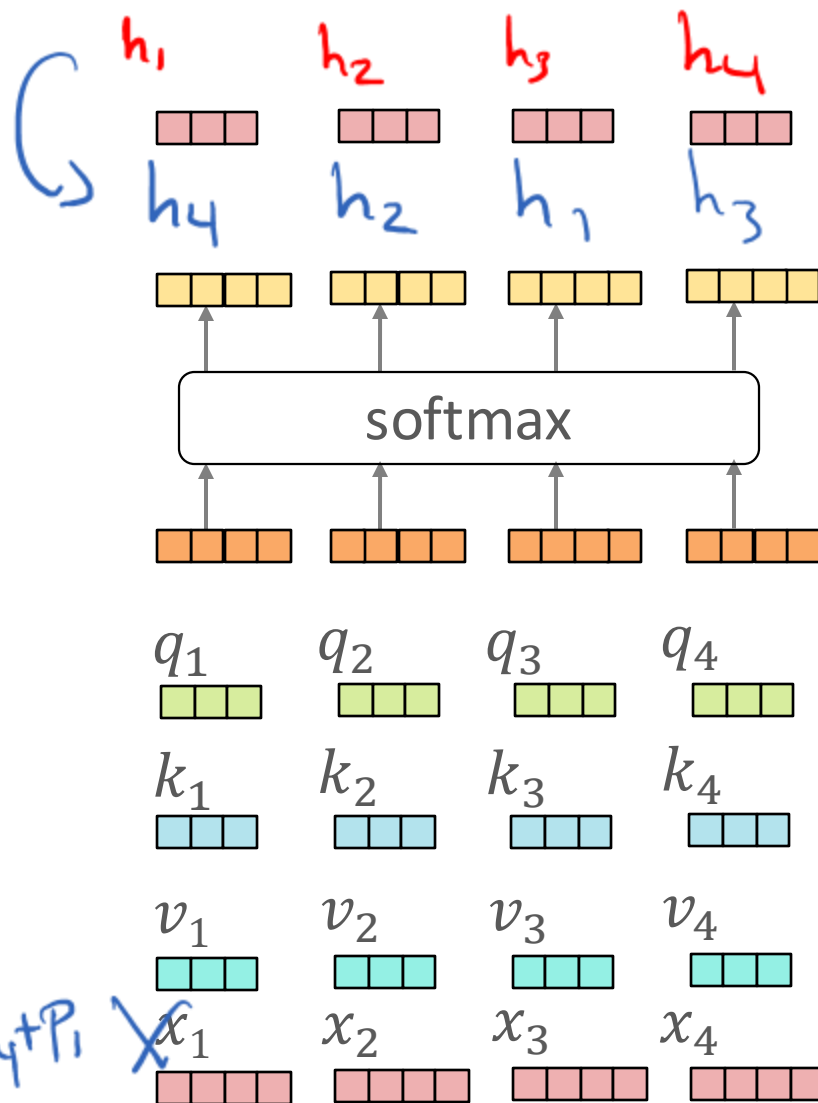 h₁ h₂ h₃ h₄
h₄ h₂ h₁ h₃
softmax
q₁ q₂ q₃ q₄
k₁ k₂ k₃ k₄
v₁ v₂ v₃ v₄
+P₁ x₁ x₂ x₃ x₄